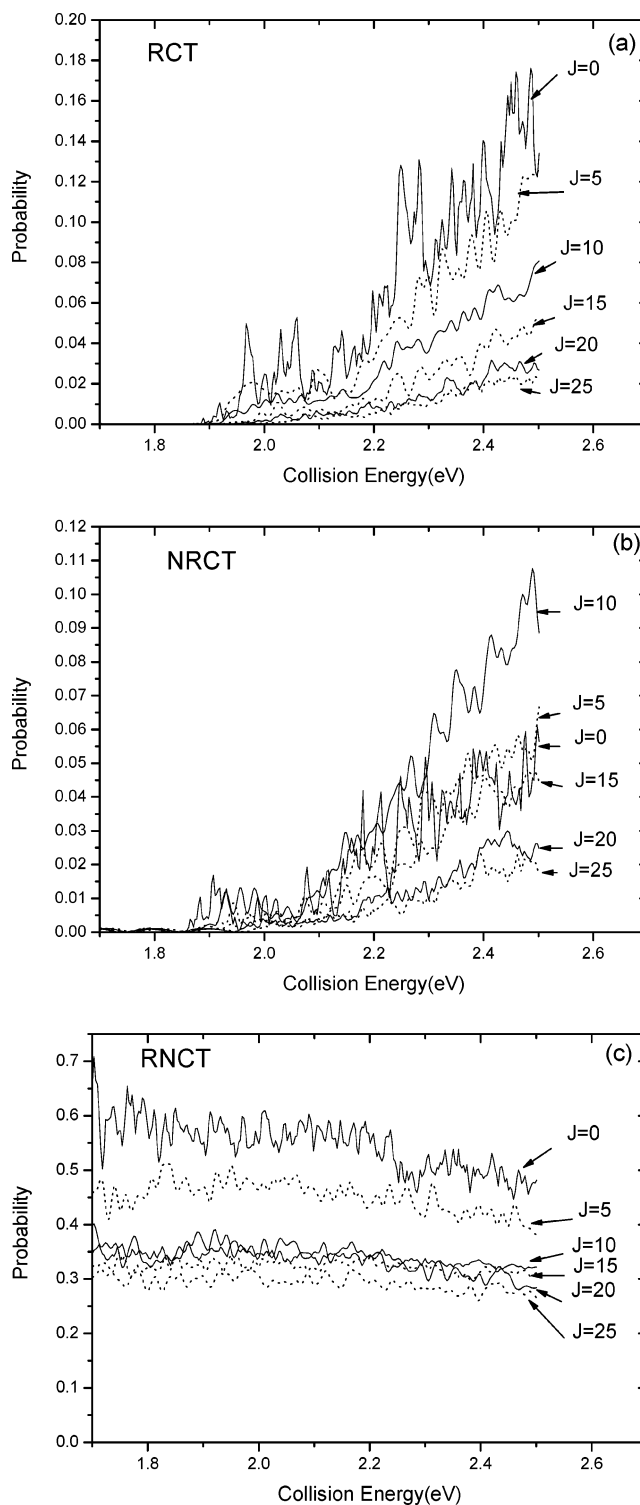 (a)
RCT
J=0
J=5
J=10
J=15
J=20
J=25
Probability
0.20
0.18
0.16
0.14
0.12
0.10
0.08
0.06
0.04
0.02
0.00
1.8 2.0 2.2 2.4 2.6
Collision Energy(eV)
(b)
NRCT
J=10
J=5
J=0
J=15
J=20
J=25
Probability
0.12
0.11
0.10
0.09
0.08
0.07
0.06
0.05
0.04
0.03
0.02
0.01
0.00
1.8 2.0 2.2 2.4 2.6
Collision Energy(eV)
(c)
RNCT
J=0
J=5
J=10
J=15
J=20
J=25
Probability
0.7
0.6
0.5
0.4
0.3
0.2
0.1
0.0
1.8 2.0 2.2 2.4 2.6
Collision Energy(eV)